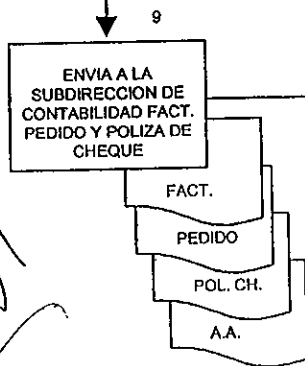 9
ENVIA A LA
SUBDIRECCION DE
CONTABILIDAD FACT.
PEDIDO Y POLIZA DE
CHEQUE
FACT.
PEDIDO
POL. CH.
A.A.